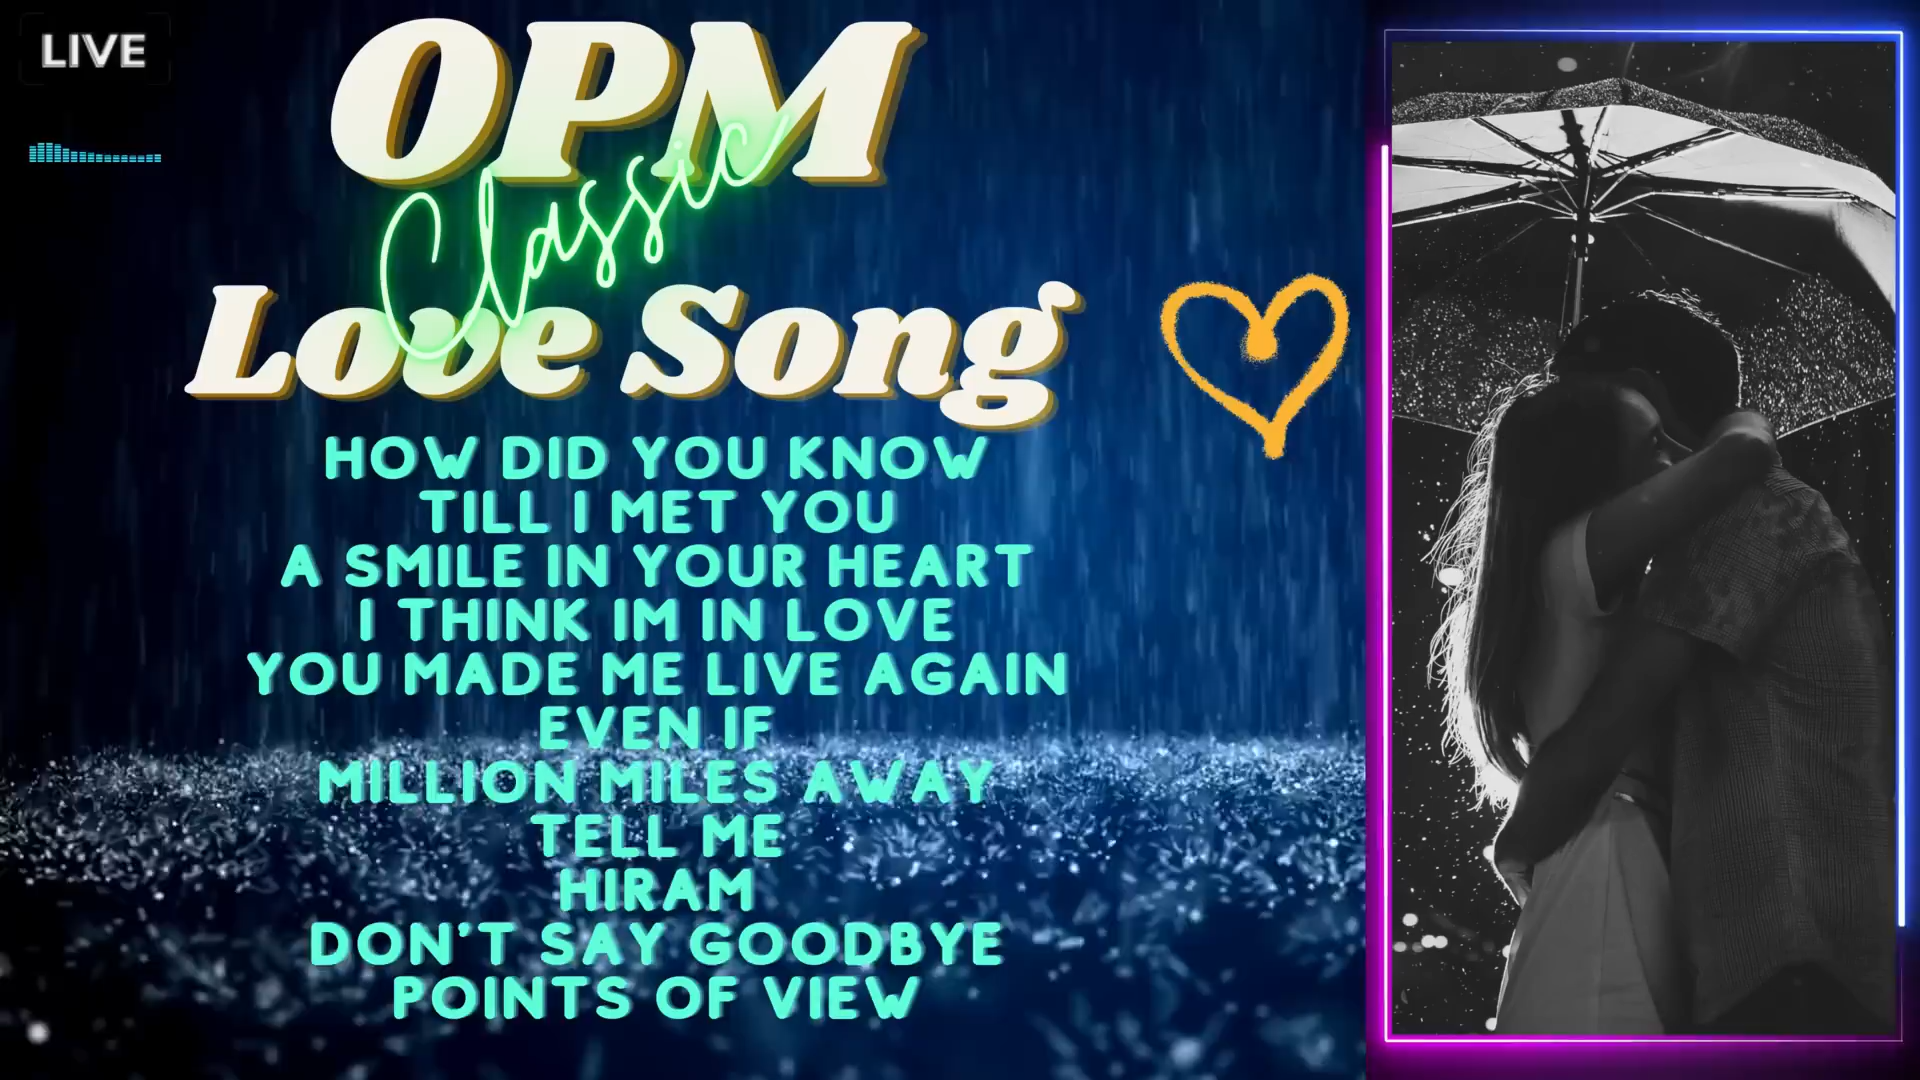 LIVE
OPM
Classic
Love Song
HOW DID YOU KNOW
TILL I MET YOU
A SMILE IN YOUR HEART
I THINK IM IN LOVE
YOU MADE ME LIVE AGAIN
EVEN IF
MILLION MILES AWAY
TELL ME
HIRAM
DON'T SAY GOODBYE
POINTS OF VIEW